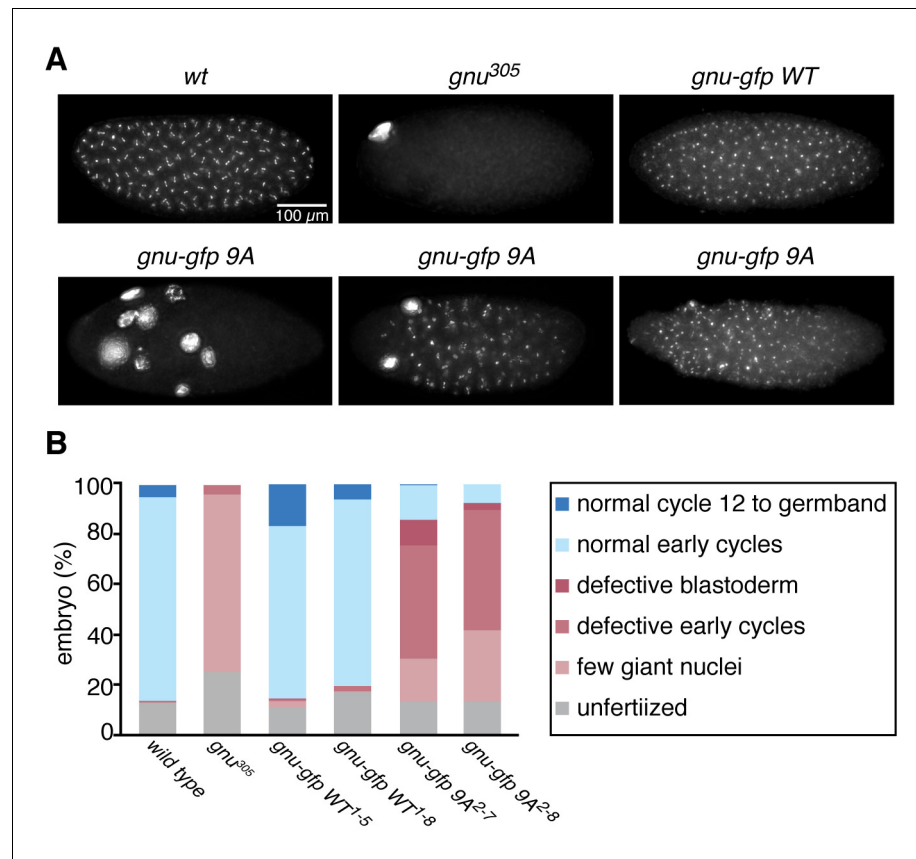 A
wt
gnu305
gnu-gfp WT
100 µm
gnu-gfp 9A
gnu-gfp 9A
gnu-gfp 9A
B
embryo (%)
100
80
60
40
20
0
wild type
gnu305
gnu-gfp WT1-5
gnu-gfp WT1-8
gnu-gfp 9A2-7
gnu-gfp 9A2-8
normal cycle 12 to germband
normal early cycles
defective blastoderm
defective early cycles
few giant nuclei
unfertiized